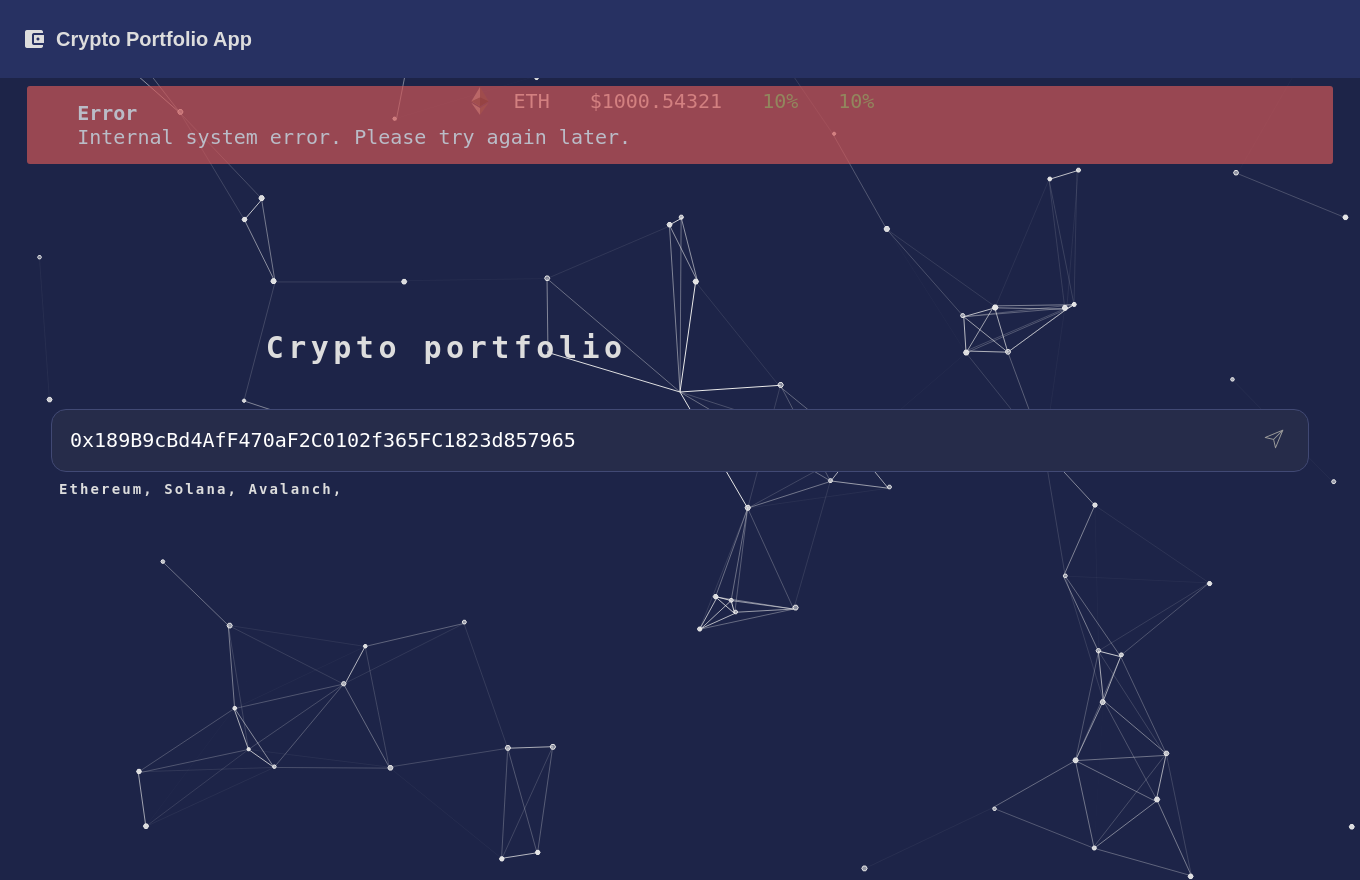 Crypto Portfolio App
ETH $1000.54321 10% 10%
Error
Internal system error. Please try again later.
Crypto portfolio
0x189B9cBd4AfF470aF2C0102f365FC1823d857965
Ethereum, Solana, Avalanch,